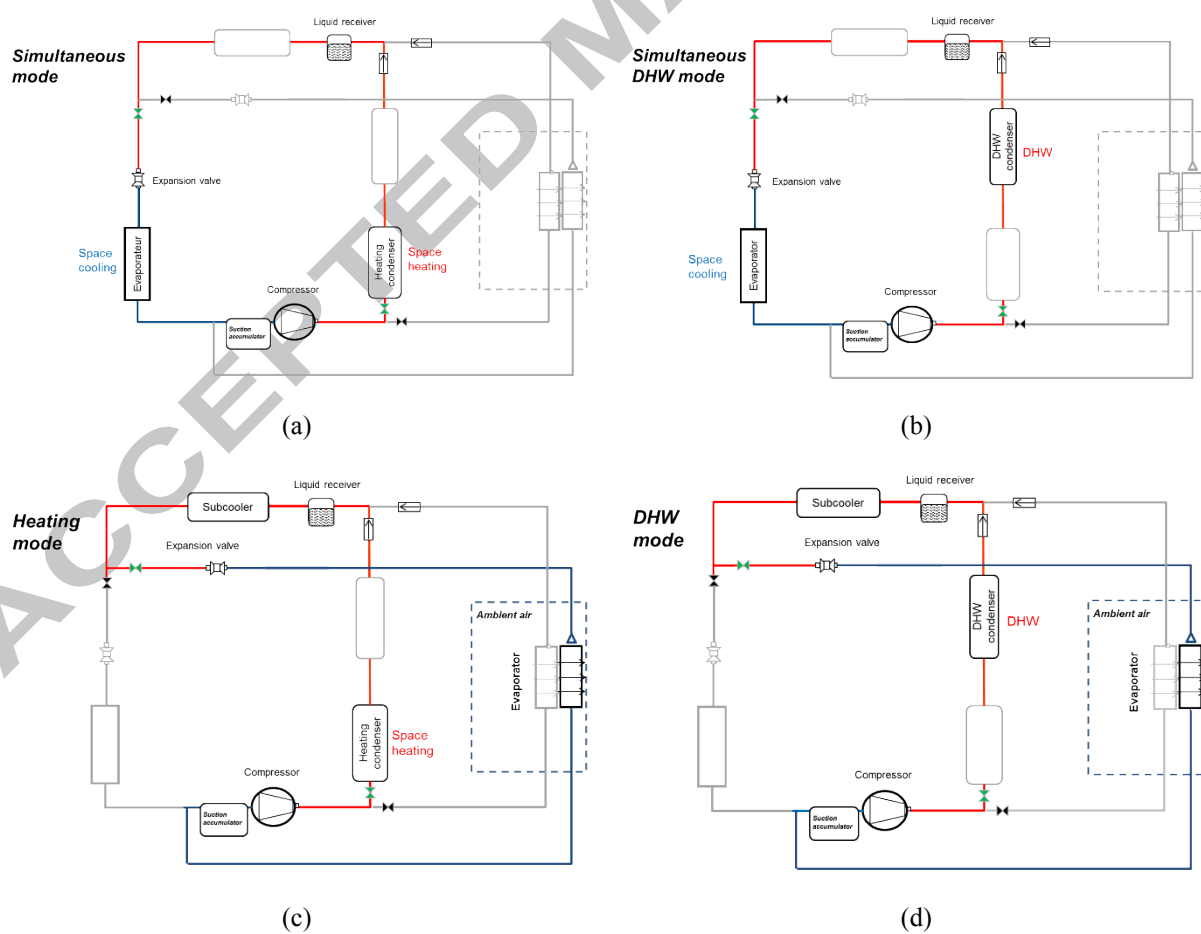 Simultaneous
mode
Liquid receiver
Expansion valve
Space
cooling
Evaporateur
Heating
condenser
Space
heating
Compressor
Suction
accumulator
(a)
Simultaneous
DHW mode
Liquid receiver
DHW
condenser
DHW
Expansion valve
Space
cooling
Evaporator
Compressor
Suction
accumulator
(b)
Heating
mode
Subcooler
Liquid receiver
Expansion valve
Ambient air
Evaporator
Heating
condenser
Space
heating
Compressor
Suction
accumulator
(c)
DHW
mode
Subcooler
Liquid receiver
Expansion valve
DHW
condenser
DHW
Ambient air
Evaporator
Compressor
Suction
accumulator
(d)
ACCEPTED MA